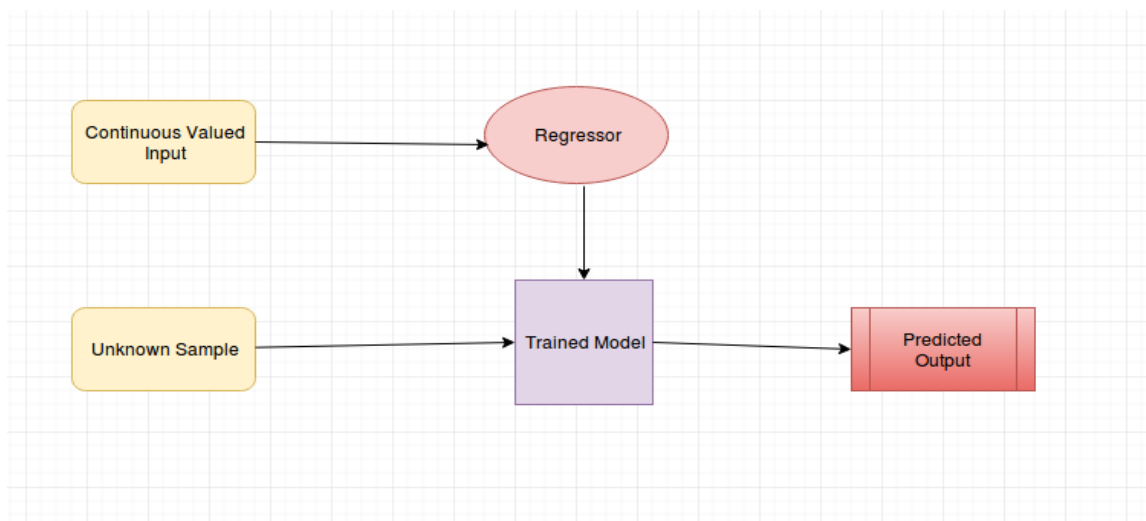 Continuous Valued
Input
Regressor
Unknown Sample
Trained Model
Predicted
Output